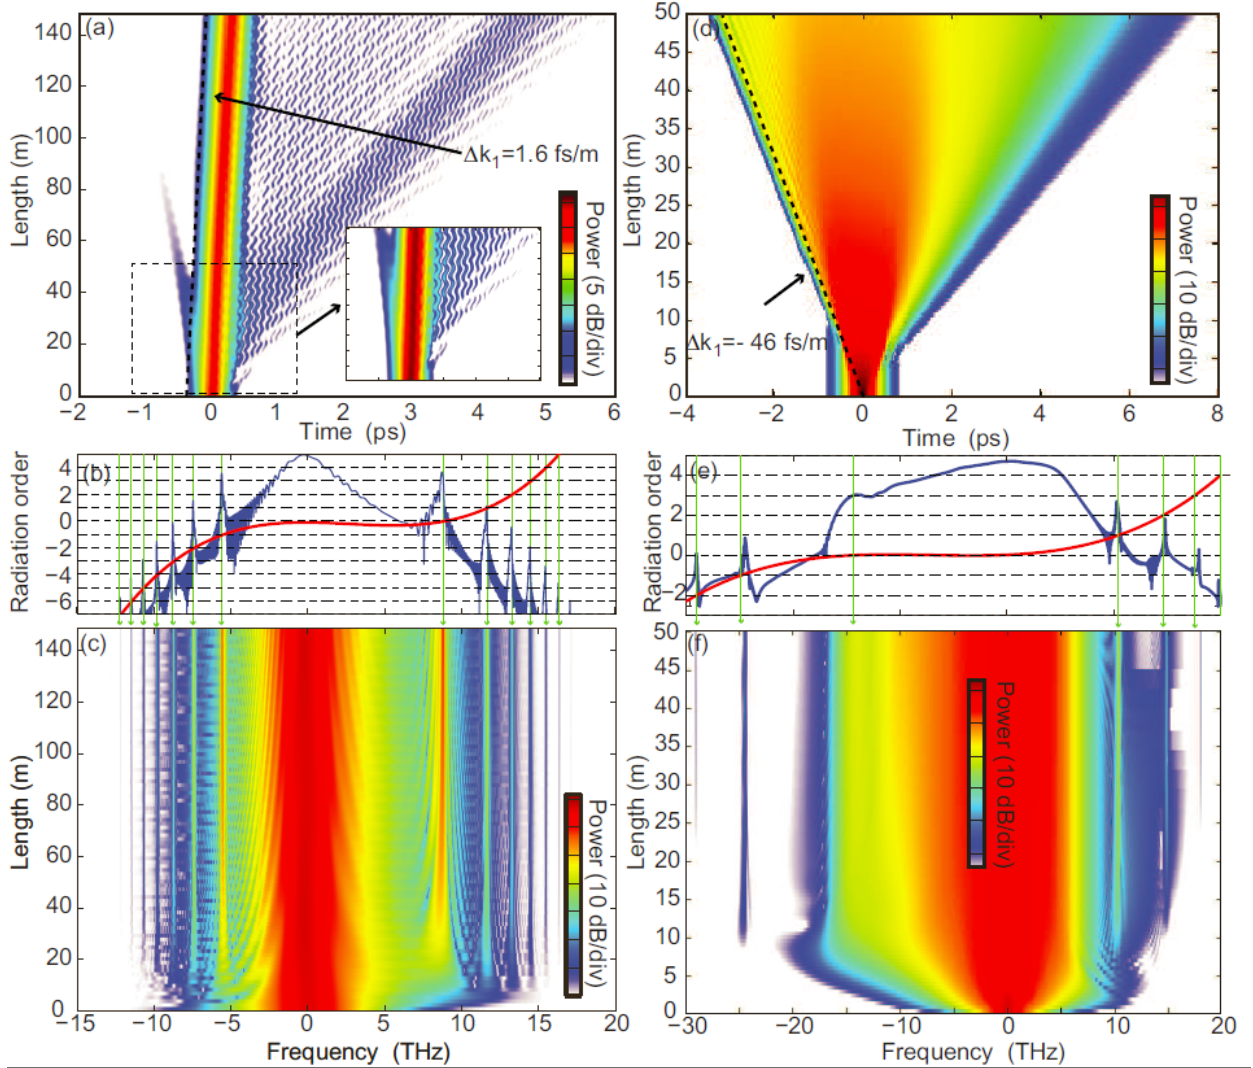 (a)
Δk1=1.6 fs/m
Power (5 dB/div)
Length (m)
140
120
100
80
60
40
20
0
−2 −1 0 1 2 3 4 5 6
Time (ps)
(d)
Δk1=- 46 fs/m
Power (10 dB/div)
Length (m)
50
45
40
35
30
25
20
15
10
5
0
−4 −2 0 2 4 6 8
Time (ps)
(b)
Radiation order
4
2
0
−2
−4
6
(e)
Radiation order
4
2
0
−2
(c)
Power (10 dB/div)
Length (m)
140
120
100
80
60
40
20
0
−15 −10 −5 0 5 10 15 20
Frequency (THz)
(f)
Power (10 dB/div)
Length (m)
50
45
40
35
30
25
20
15
10
5
0
−30 −20 −10 0 10 20
Frequency (THz)